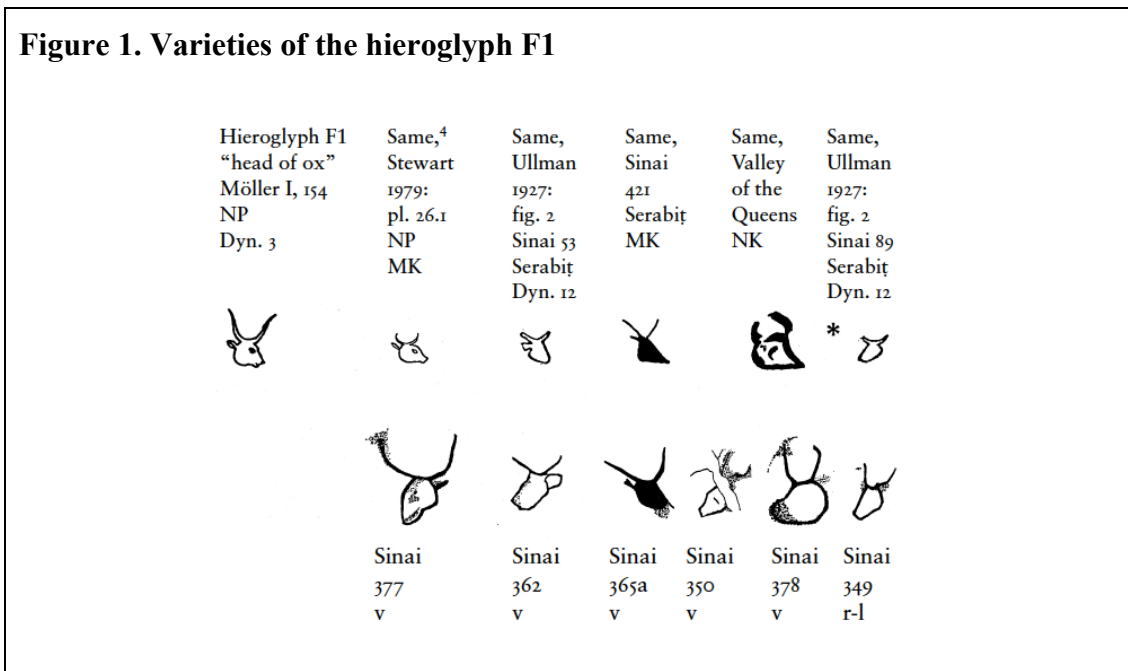 Figure 1. Varieties of the hieroglyph F1
Hieroglyph F1
“head of ox”
Möller I, 154
NP
Dyn. 3
Same,4
Stewart
1979:
pl. 26.1
NP
MK
Same,
Ullman
1927:
fig. 2
Sinai 53
Serabiṭ
Dyn. 12
Same,
Sinai
421
Serabiṭ
MK
Same,
Valley
of the
Queens
NK
Same,
Ullman
1927:
fig. 2
Sinai 89
Serabiṭ
Dyn. 12
*
Sinai
377
v
Sinai
362
v
Sinai
365a
v
Sinai
350
v
Sinai
378
v
Sinai
349
r-l